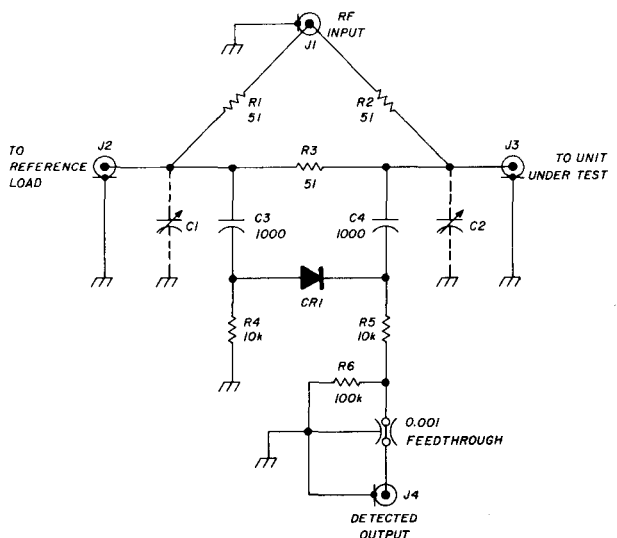 RF
INPUT
J1
R1
51
R2
51
TO
REFERENCE
LOAD
J2
R3
51
J3
TO UNIT
UNDER TEST
C1
C3
1000
C4
1000
C2
CR1
R4
10k
R5
10k
R6
100k
0.001
FEEDTHROUGH
J4
DETECTED
OUTPUT